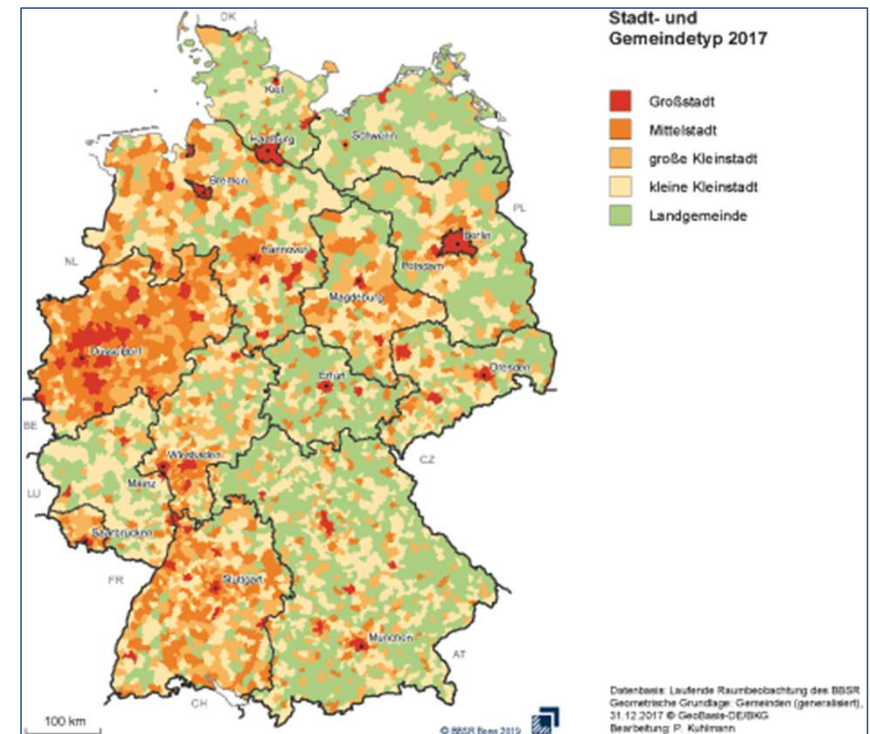 Stadt- und
Gemeindetyp 2017
Großstadt
Mittelstadt
große Kleinstadt
kleine Kleinstadt
Landgemeinde
DK
Kiel
Hamburg
Schwerin
Bremen
PL
Berlin
NL
Hannover
Potsdam
Magdeburg
Düsseldorf
Erfurt
Dresden
BE
Wiesbaden
CZ
Mainz
LU
Saarbrücken
FR
Stuttgart
München
AT
CH
100 km
© BBSR Bonn 2019
Datenbasis: Laufende Raumbeobachtung des BBSR
Geometrische Grundlage: Gemeinden (generalisiert),
31.12.2017 © GeoBasis-DE/BKG
Bearbeitung: P. Kuhlmann